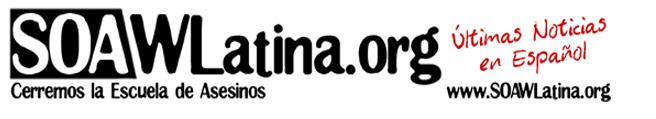 SOAWLatina.org
Últimas Noticias
en Español
Cerremos la Escuela de Asesinos
www.SOAWLatina.org